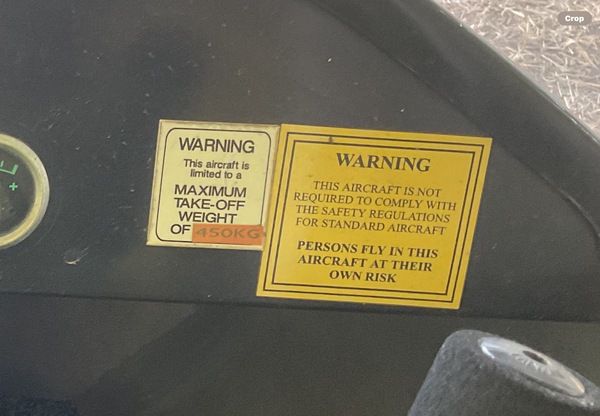 Crop
WARNING
This aircraft is
limited to a
MAXIMUM
TAKE-OFF
WEIGHT
OF 450KG
WARNING
THIS AIRCRAFT IS NOT
REQUIRED TO COMPLY WITH
THE SAFETY REGULATIONS
FOR STANDARD AIRCRAFT
PERSONS FLY IN THIS
AIRCRAFT AT THEIR
OWN RISK
+